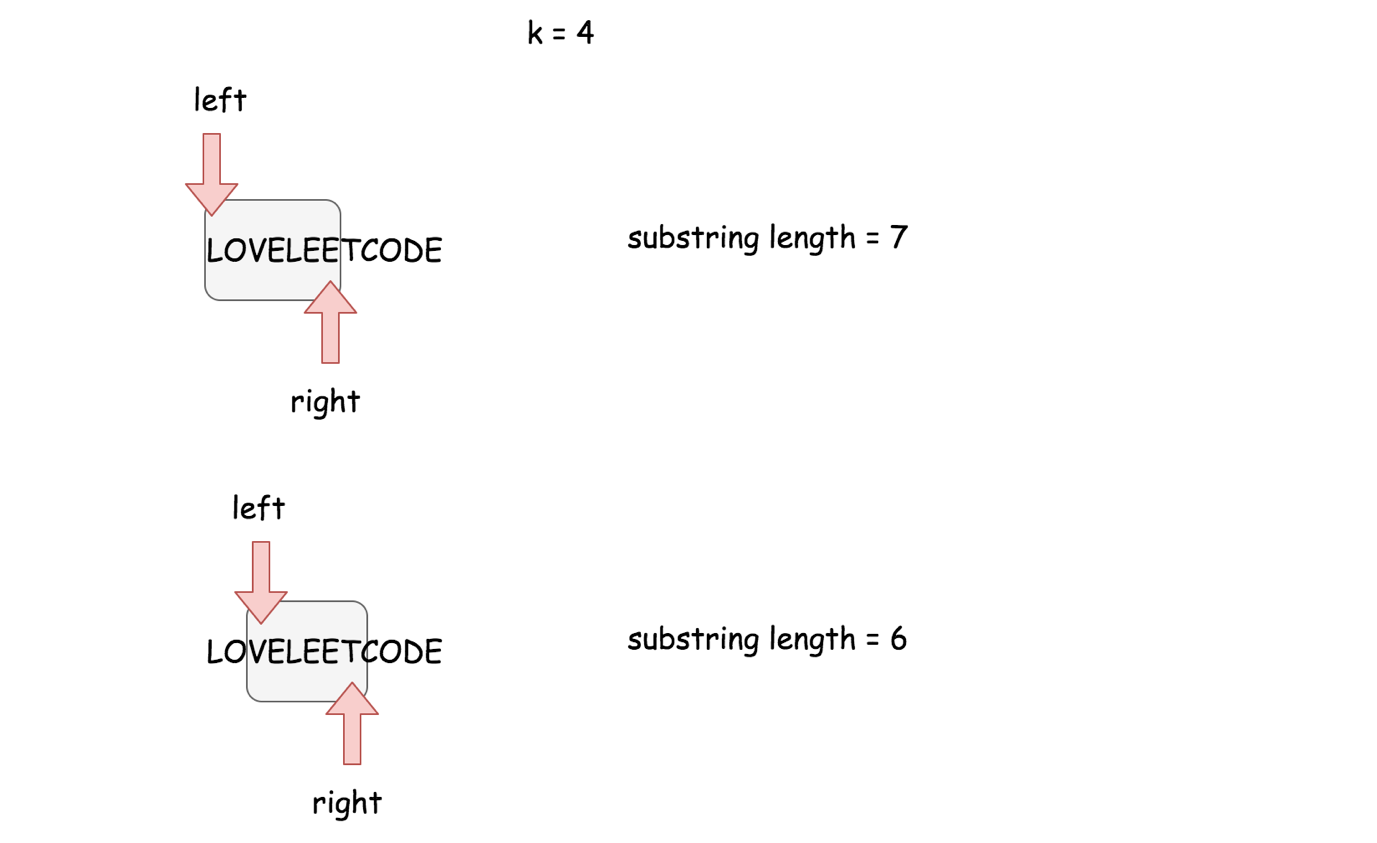 k = 4
left
LOVELEETCODE
substring length = 7
right
left
LOVELEETCODE
substring length = 6
right